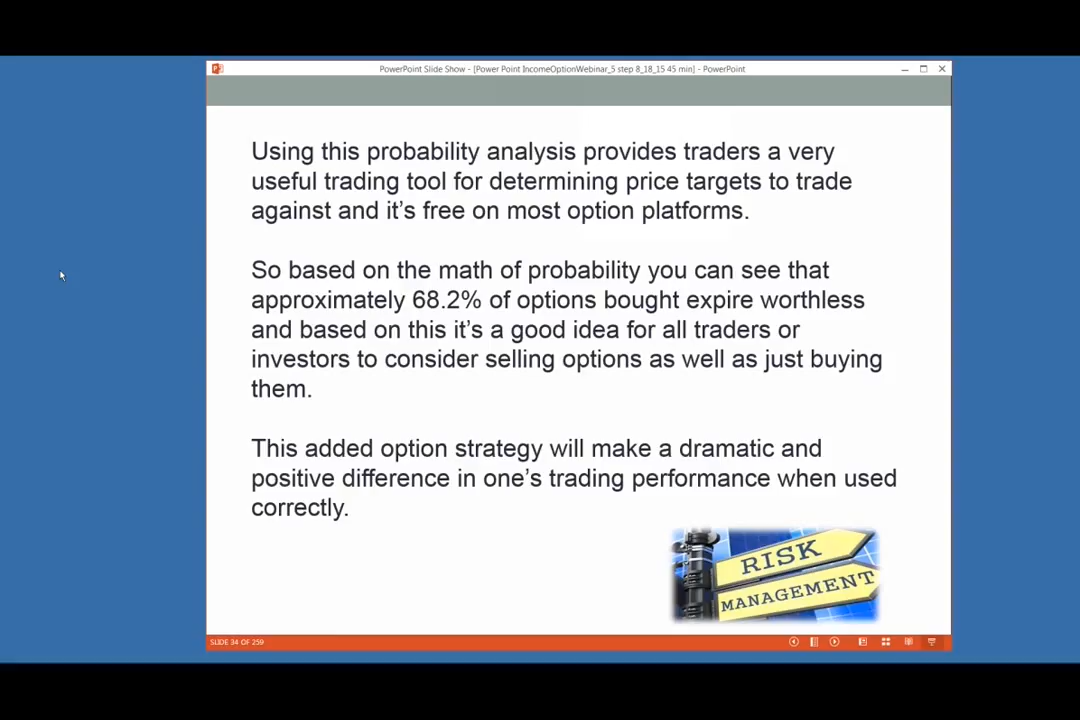 PowerPoint Slide Show - [Power Point IncomeOptionWebinar_5 step 8_18_15 45 min] - PowerPoint
Using this probability analysis provides traders a very
useful trading tool for determining price targets to trade
against and it's free on most option platforms.
So based on the math of probability you can see that
approximately 68.2% of options bought expire worthless
and based on this it's a good idea for all traders or
investors to consider selling options as well as just buying
them.
This added option strategy will make a dramatic and
positive difference in one's trading performance when used
correctly.
RISK
MANAGEMENT
SLIDE 34 OF 259